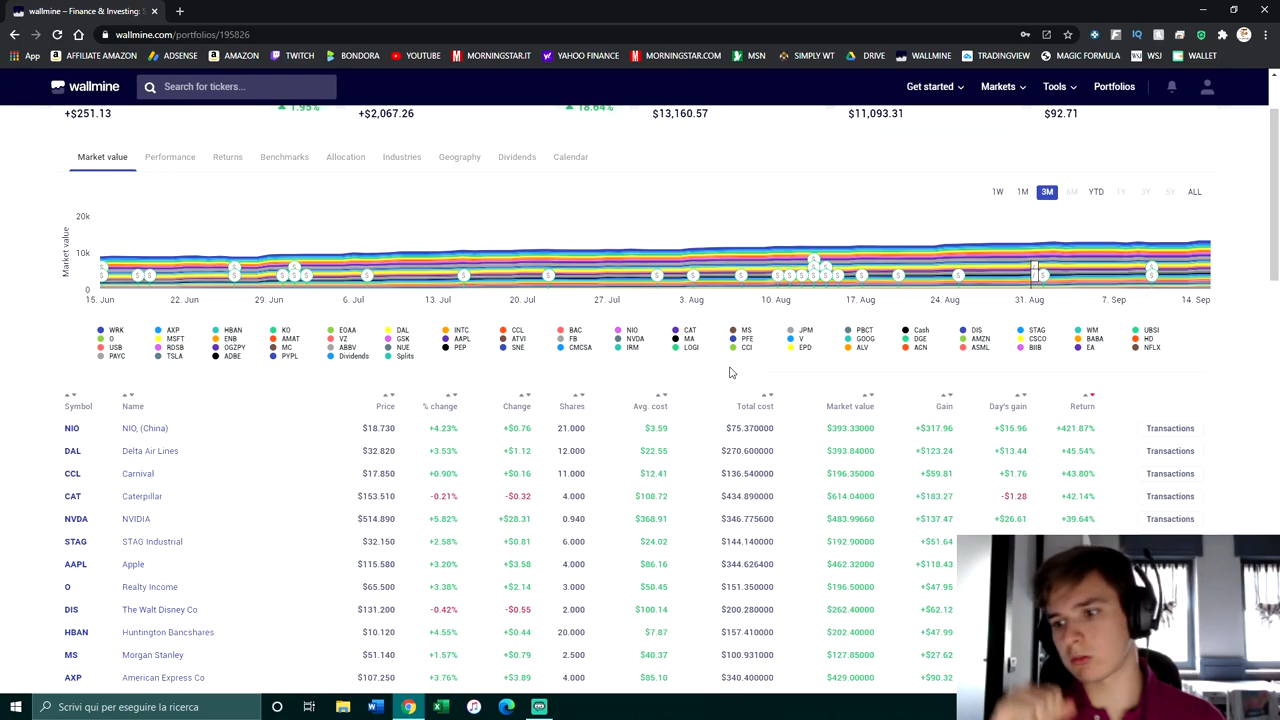 Income & Investing S
wallmine.com/portfolios/195826
App AFFILIATE AMAZON ADSENSE AMAZON TWITCH BONDORA YOUTUBE MORNINGSTAR.IT YAHOO FINANCE MORNINGSTAR.COM MSN SIMPLY WT DRIVE WALLMINE TRADINGVIEW MAGIC FORMULA WSJ WALLET
wallmine Search for tickers... Get started Markets Tools Portfolios
1.95% 18.64%
+$251.13 +$2,067.26 $13,160.57 $11,093.31 $92.71
Market value Performance Returns Benchmarks Allocation Industries Geography Dividends Calendar
1W 1M 3M 6M YTD 1Y 3Y 5Y ALL
Market value
20k
10k
0
15. Jun 22. Jun 29. Jun 6. Jul 13. Jul 20. Jul 27. Jul 3. Aug 10. Aug 17. Aug 24. Aug 31. Aug 7. Sep 14. Sep
WRK AXP HBAN KO EOAA DAL INTC CCL BAC NIO CAT MS JPM PBCT Cash DIS STAG WM UBSI
O MSFT ENB AMAT VZ GSK AAPL ATVI FB NVDA MA PFE V GOOG DGE AMZN CSCO BABA HD
USB RDSB OGZPY MC ABBV NUE PEP SNE CMCSA IRM LOGI CCI EPD ALV ACN ASML BIIB EA NFLX
PAYC TSLA ADBE PYPL Dividends Splits
Symbol Name Price % change Change Shares Avg. cost Total cost Market value Gain Day's gain Return
NIO NIO, (China) $18.730 +4.23% +$0.76 21.000 $3.59 $75.370000 $393.33000 +$317.96 +$15.96 +421.87% Transactions
DAL Delta Air Lines $32.820 +3.53% +$1.12 12.000 $22.55 $270.600000 $393.84000 +$123.24 +$13.44 +45.54% Transactions
CCL Carnival $17.850 +0.90% +$0.16 11.000 $12.41 $136.540000 $196.35000 +$59.81 +$1.76 +43.80% Transactions
CAT Caterpillar $153.510 -0.21% -$0.32 4.000 $108.72 $434.890000 $614.04000 +$183.27 -$1.28 +42.14% Transactions
NVDA NVIDIA $514.890 +5.82% +$28.31 0.940 $368.91 $346.775600 $483.99660 +$137.47 +$26.61 +39.64% Transactions
STAG STAG Industrial $32.150 +2.58% +$0.81 6.000 $24.02 $144.140000 $192.90000 +$51.64
AAPL Apple $115.580 +3.20% +$3.58 4.000 $86.16 $344.626400 $462.32000 +$118.43
O Realty Income $65.500 +3.38% +$2.14 3.000 $50.45 $151.350000 $196.50000 +$47.95
DIS The Walt Disney Co $131.200 -0.42% -$0.55 2.000 $100.14 $200.280000 $262.40000 +$62.12
HBAN Huntington Bancshares $10.120 +4.55% +$0.44 20.000 $7.87 $157.410000 $202.40000 +$47.99
MS Morgan Stanley $51.140 +1.57% +$0.79 2.500 $40.37 $100.931000 $127.85000 +$27.62
AXP American Express Co $107.250 +3.76% +$3.89 4.000 $85.10 $340.400000 $429.00000 +$90.32
Scrivi qui per eseguire la ricerca